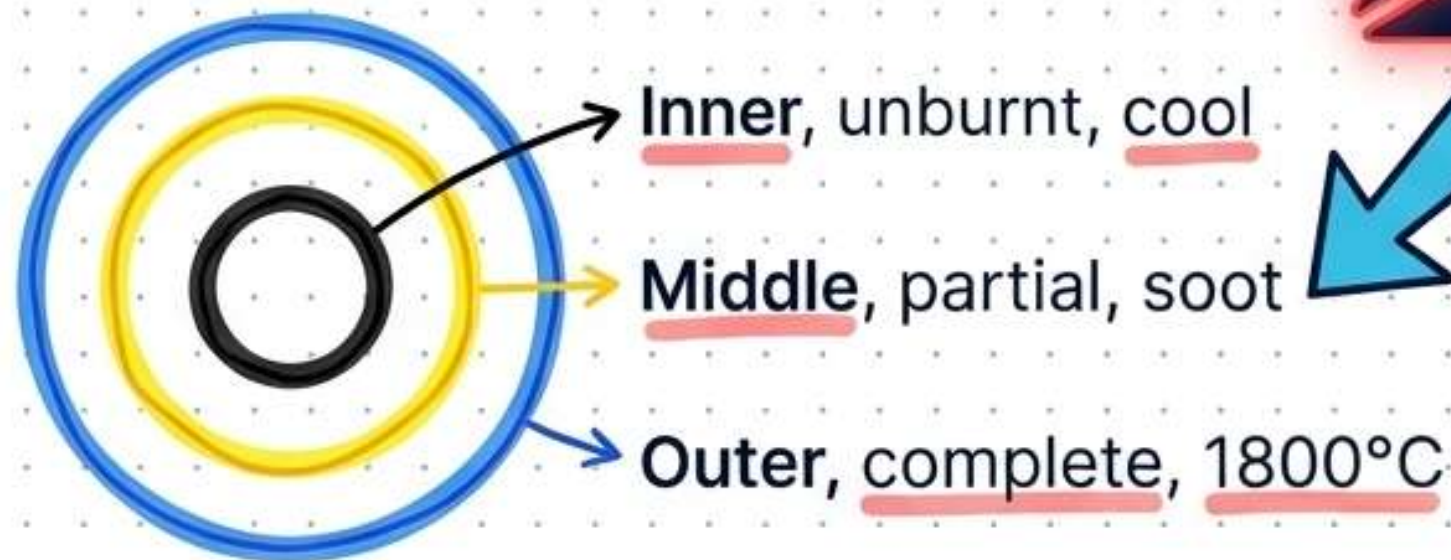 Inner, unburnt, cool
Middle, partial, soot
Outer, complete, 1800°C